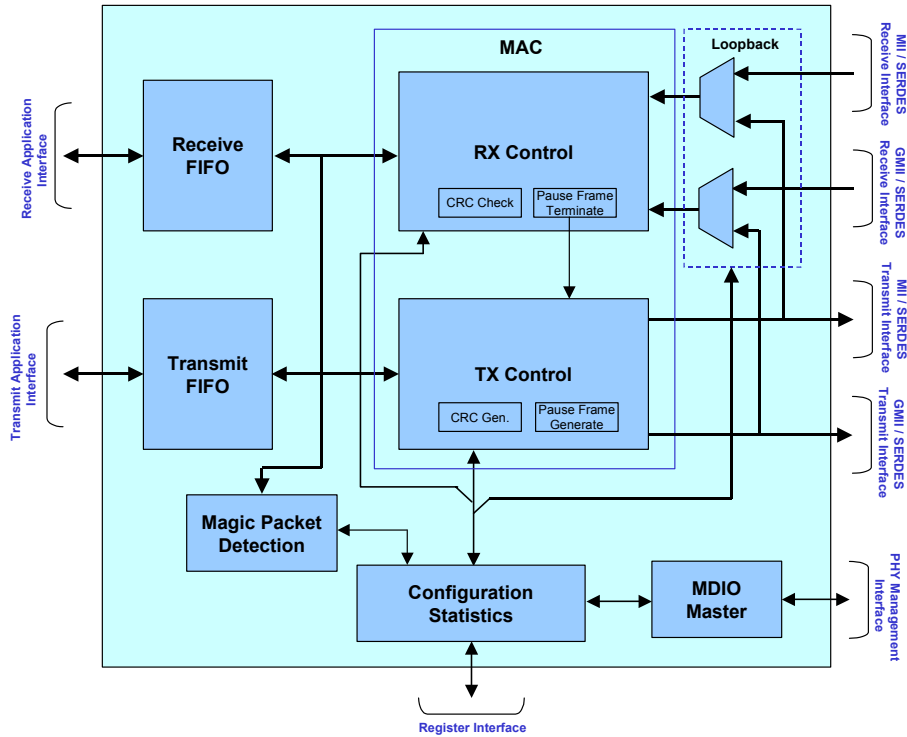 MAC
Loopback
MII / SERDES
Receive Interface
Receive Application
Interface
Receive
FIFO
RX Control
CRC Check
Pause Frame
Terminate
GMII / SERDES
Receive Interface
Transmit Application
Interface
Transmit
FIFO
TX Control
CRC Gen.
Pause Frame
Generate
MII / SERDES
Transmit Interface
GMII / SERDES
Transmit Interface
Magic Packet
Detection
Configuration
Statistics
MDIO
Master
PHY Management
Interface
Register Interface